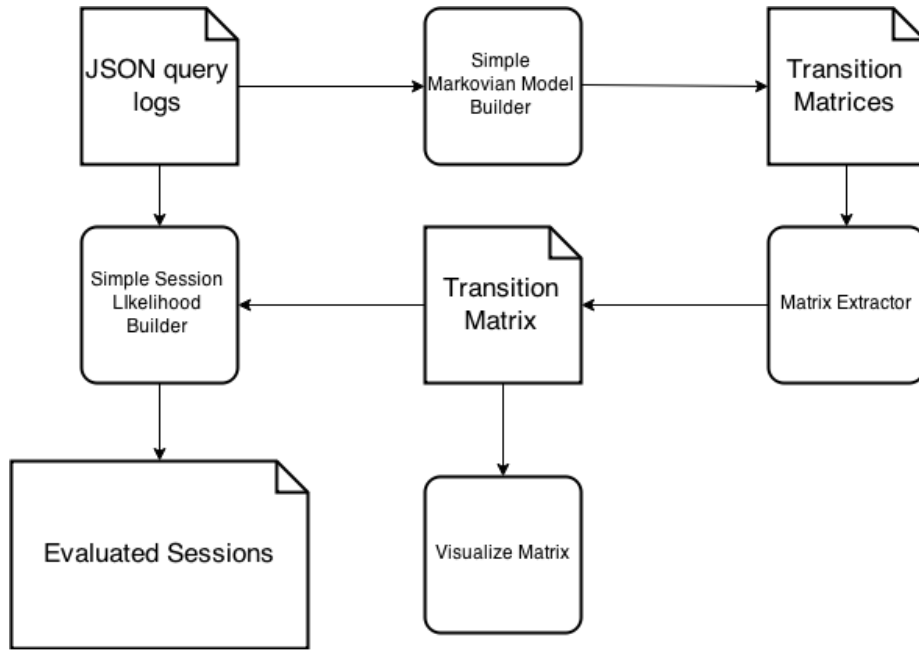 JSON query
logs
Simple
Markovian Model
Builder
Transition
Matrices
Simple Session
LIkelihood
Builder
Transition
Matrix
Matrix Extractor
Evaluated Sessions
Visualize Matrix